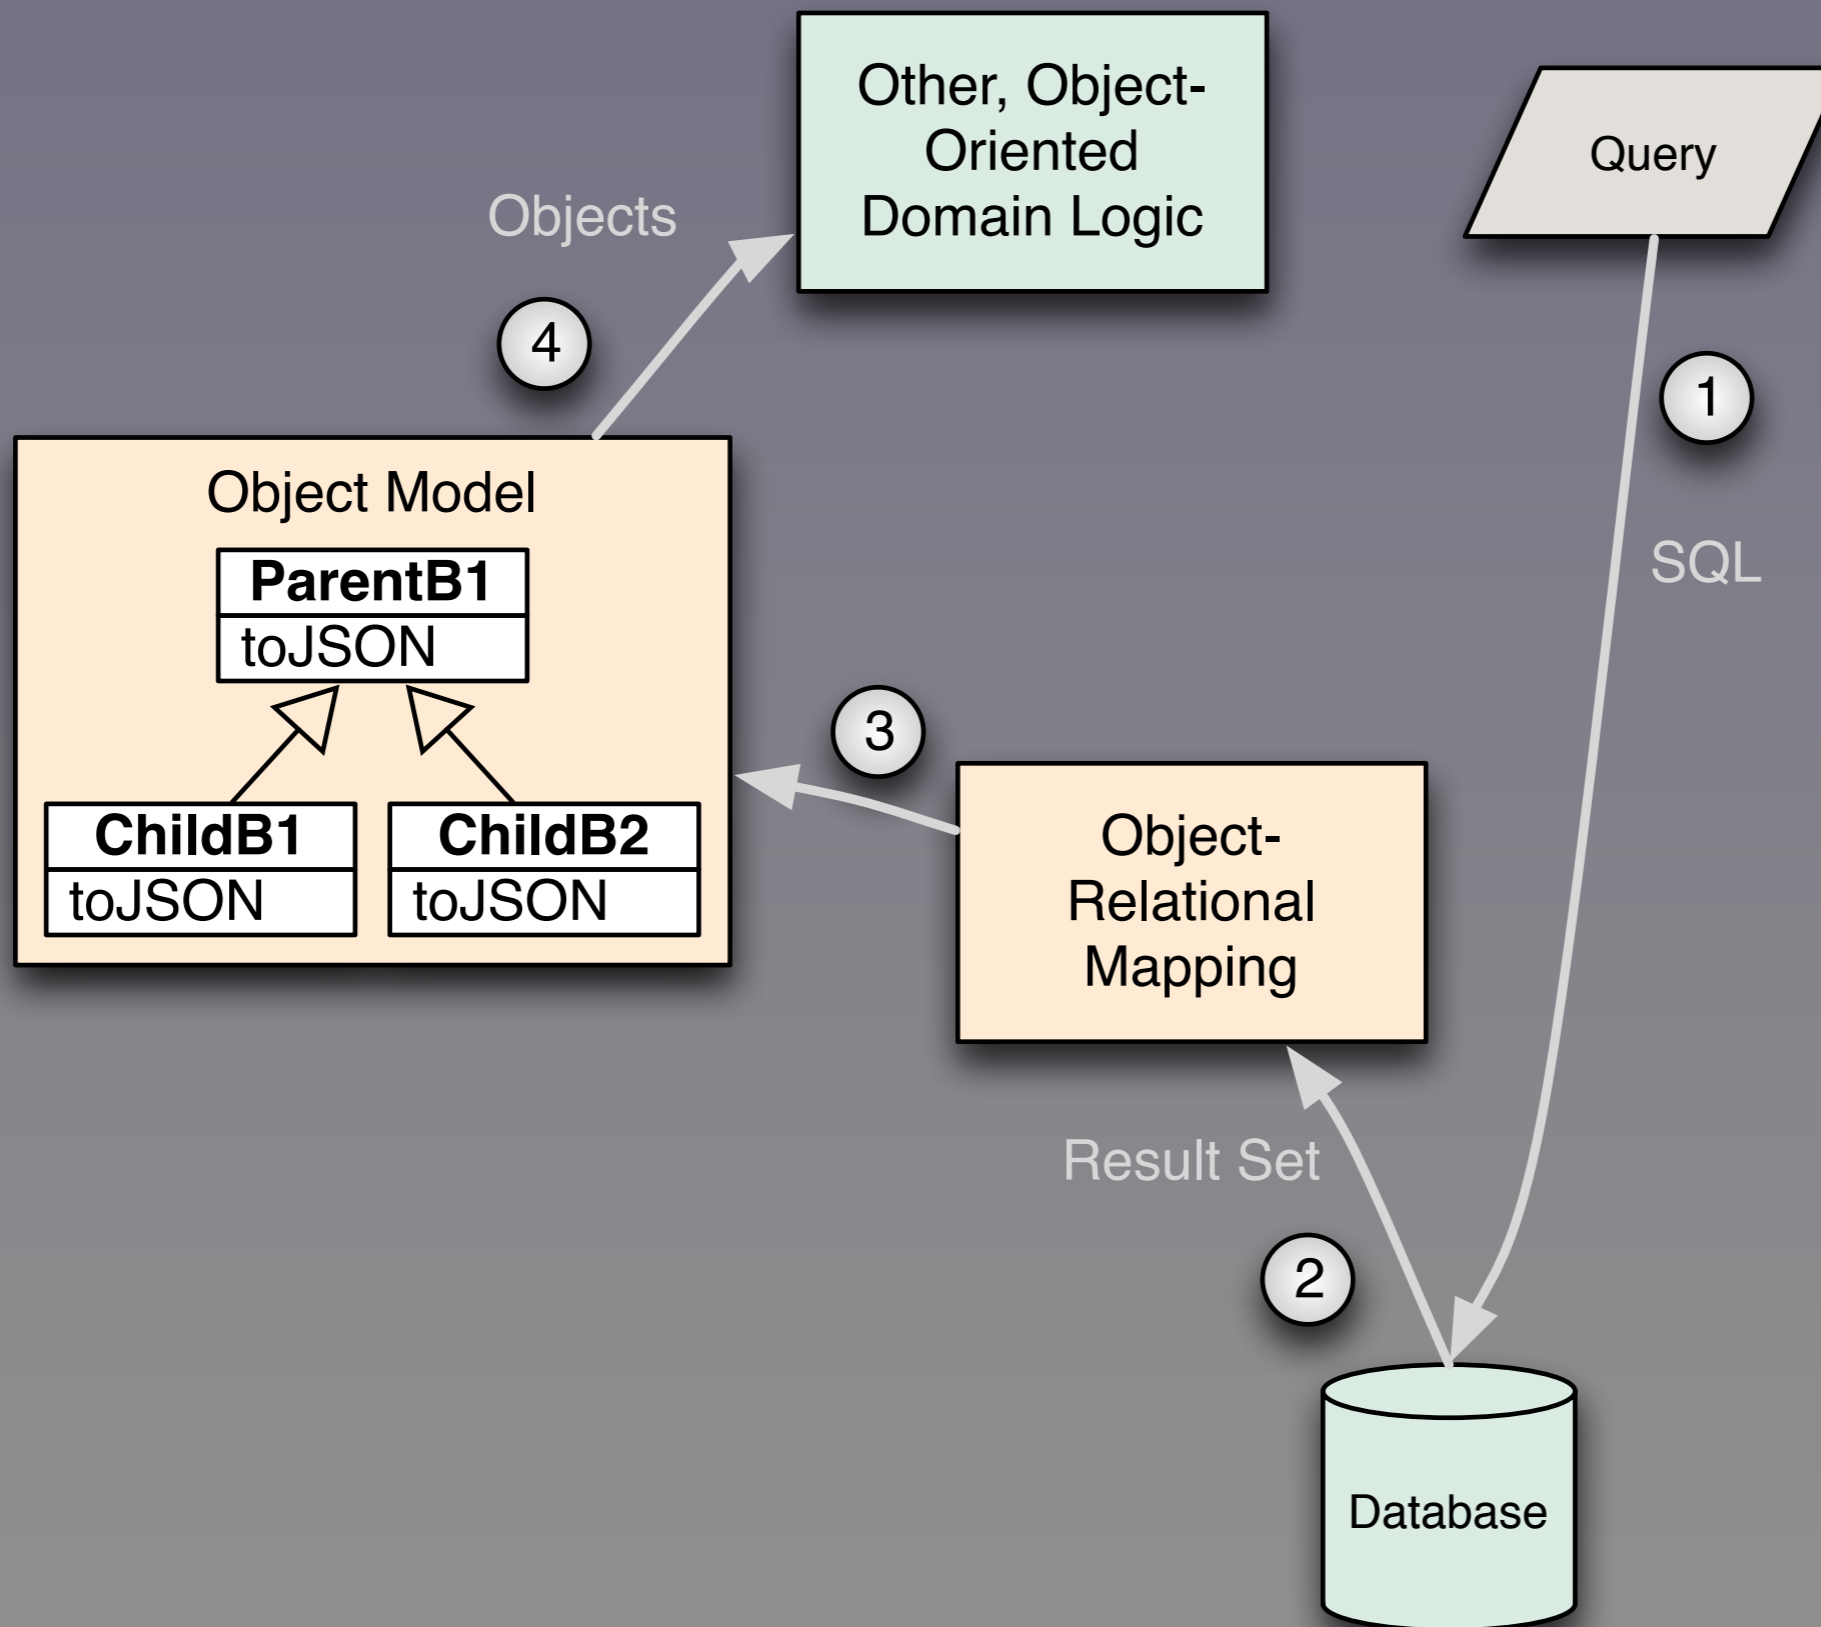 Other, Object-
Oriented
Domain Logic
Query
Objects
4
1
Object Model
ParentB1
toJSON
SQL
3
ChildB1
toJSON
ChildB2
toJSON
Object-
Relational
Mapping
Result Set
2
Database